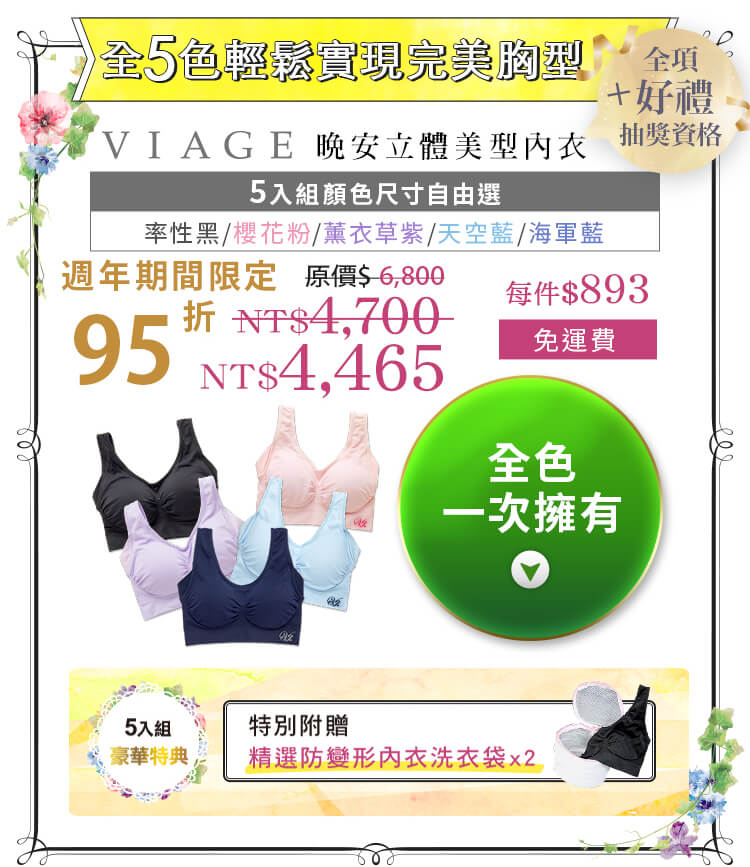 全5色輕鬆實現完美胸型
全項
+好禮
抽獎資格
VIAGE 晚安立體美型內衣
5入組顏色尺寸自由選
率性黑/櫻花粉/薰衣草紫/天空藍/海軍藍
週年期間限定
95折
原價$6,800
NT$4,700
NT$4,465
每件$893
免運費
全色
一次擁有
5入組
豪華特典
特別附贈
精選防變形內衣洗衣袋x2